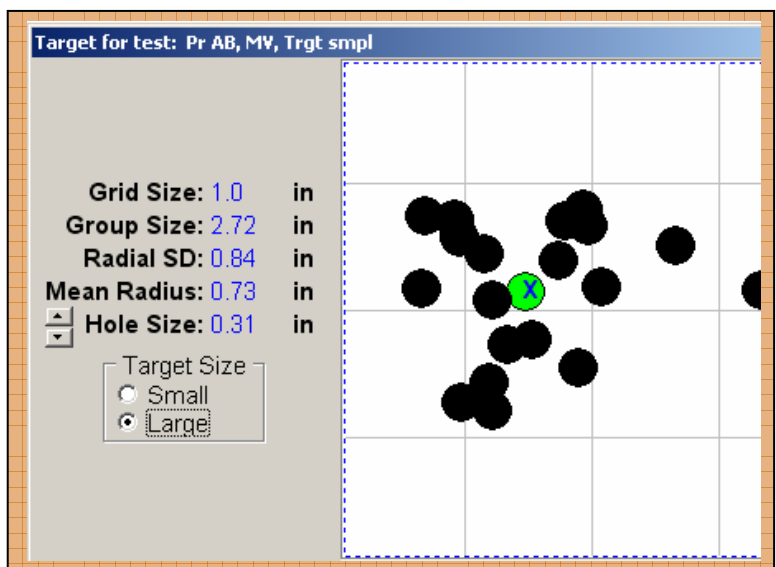 Target for test: Pr AB, MV, Trgt smpl
Grid Size: 1.0 in
Group Size: 2.72 in
Radial SD: 0.84 in
Mean Radius: 0.73 in
Hole Size: 0.31 in
Target Size
Small
Large
X